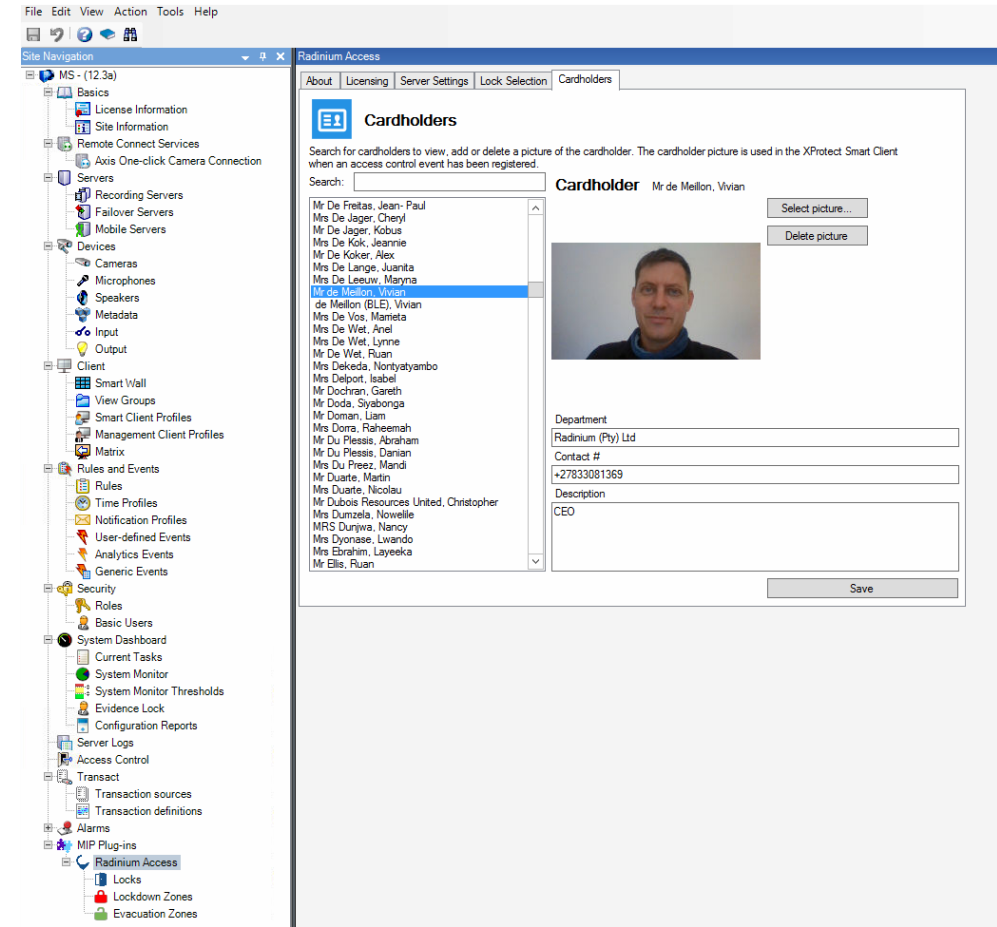 File Edit View Action Tools Help
Site Navigation
MS - (12.3a)
Basics
License Information
Site Information
Remote Connect Services
Axis One-click Camera Connection
Servers
Recording Servers
Failover Servers
Mobile Servers
Devices
Cameras
Microphones
Speakers
Metadata
Input
Output
Client
Smart Wall
View Groups
Smart Client Profiles
Management Client Profiles
Matrix
Rules and Events
Rules
Time Profiles
Notification Profiles
User-defined Events
Analytics Events
Generic Events
Security
Roles
Basic Users
System Dashboard
Current Tasks
System Monitor
System Monitor Thresholds
Evidence Lock
Configuration Reports
Server Logs
Access Control
Transact
Transaction sources
Transaction definitions
Alarms
MIP Plug-ins
Radinium Access
Locks
Lockdown Zones
Evacuation Zones
Radinium Access
About Licensing Server Settings Lock Selection Cardholders
Cardholders
Search for cardholders to view, add or delete a picture of the cardholder. The cardholder picture is used in the XProtect Smart Client
when an access control event has been registered.
Search:
Mr De Freitas, Jean- Paul
Mrs De Jager, Cheryl
Mr De Jager, Kobus
Mrs De Kok, Jeannie
Mr De Koker, Alex
Mrs De Lange, Juanita
Mrs De Leeuw, Maryna
Mr de Meillon, Vivian
de Meillon (BLE), Vivian
Mrs De Vos, Marrieta
Mrs De Wet, Anel
Mrs De Wet, Lynne
Mr De Wet, Ruan
Mrs Dekeda, Nontyatyambo
Mrs Delport, Isabel
Mr Dochran, Gareth
Mr Doda, Siyabonga
Mr Doman, Liam
Mrs Dorra, Raheemah
Mr Du Plessis, Abraham
Mr Du Plessis, Danian
Mrs Du Preez, Mandi
Mr Duarte, Martin
Mrs Duarte, Nicolau
Mr Dubois Resources United, Christopher
Mrs Dumzela, Nowelile
MRS Dunjwa, Nancy
Mrs Dyonase, Lwando
Mrs Ebrahim, Layeeka
Mr Ellis, Ruan
Cardholder Mr de Meillon, Vivian
Select picture...
Delete picture
Department
Radinium (Pty) Ltd
Contact #
+27833081369
Description
CEO
Save